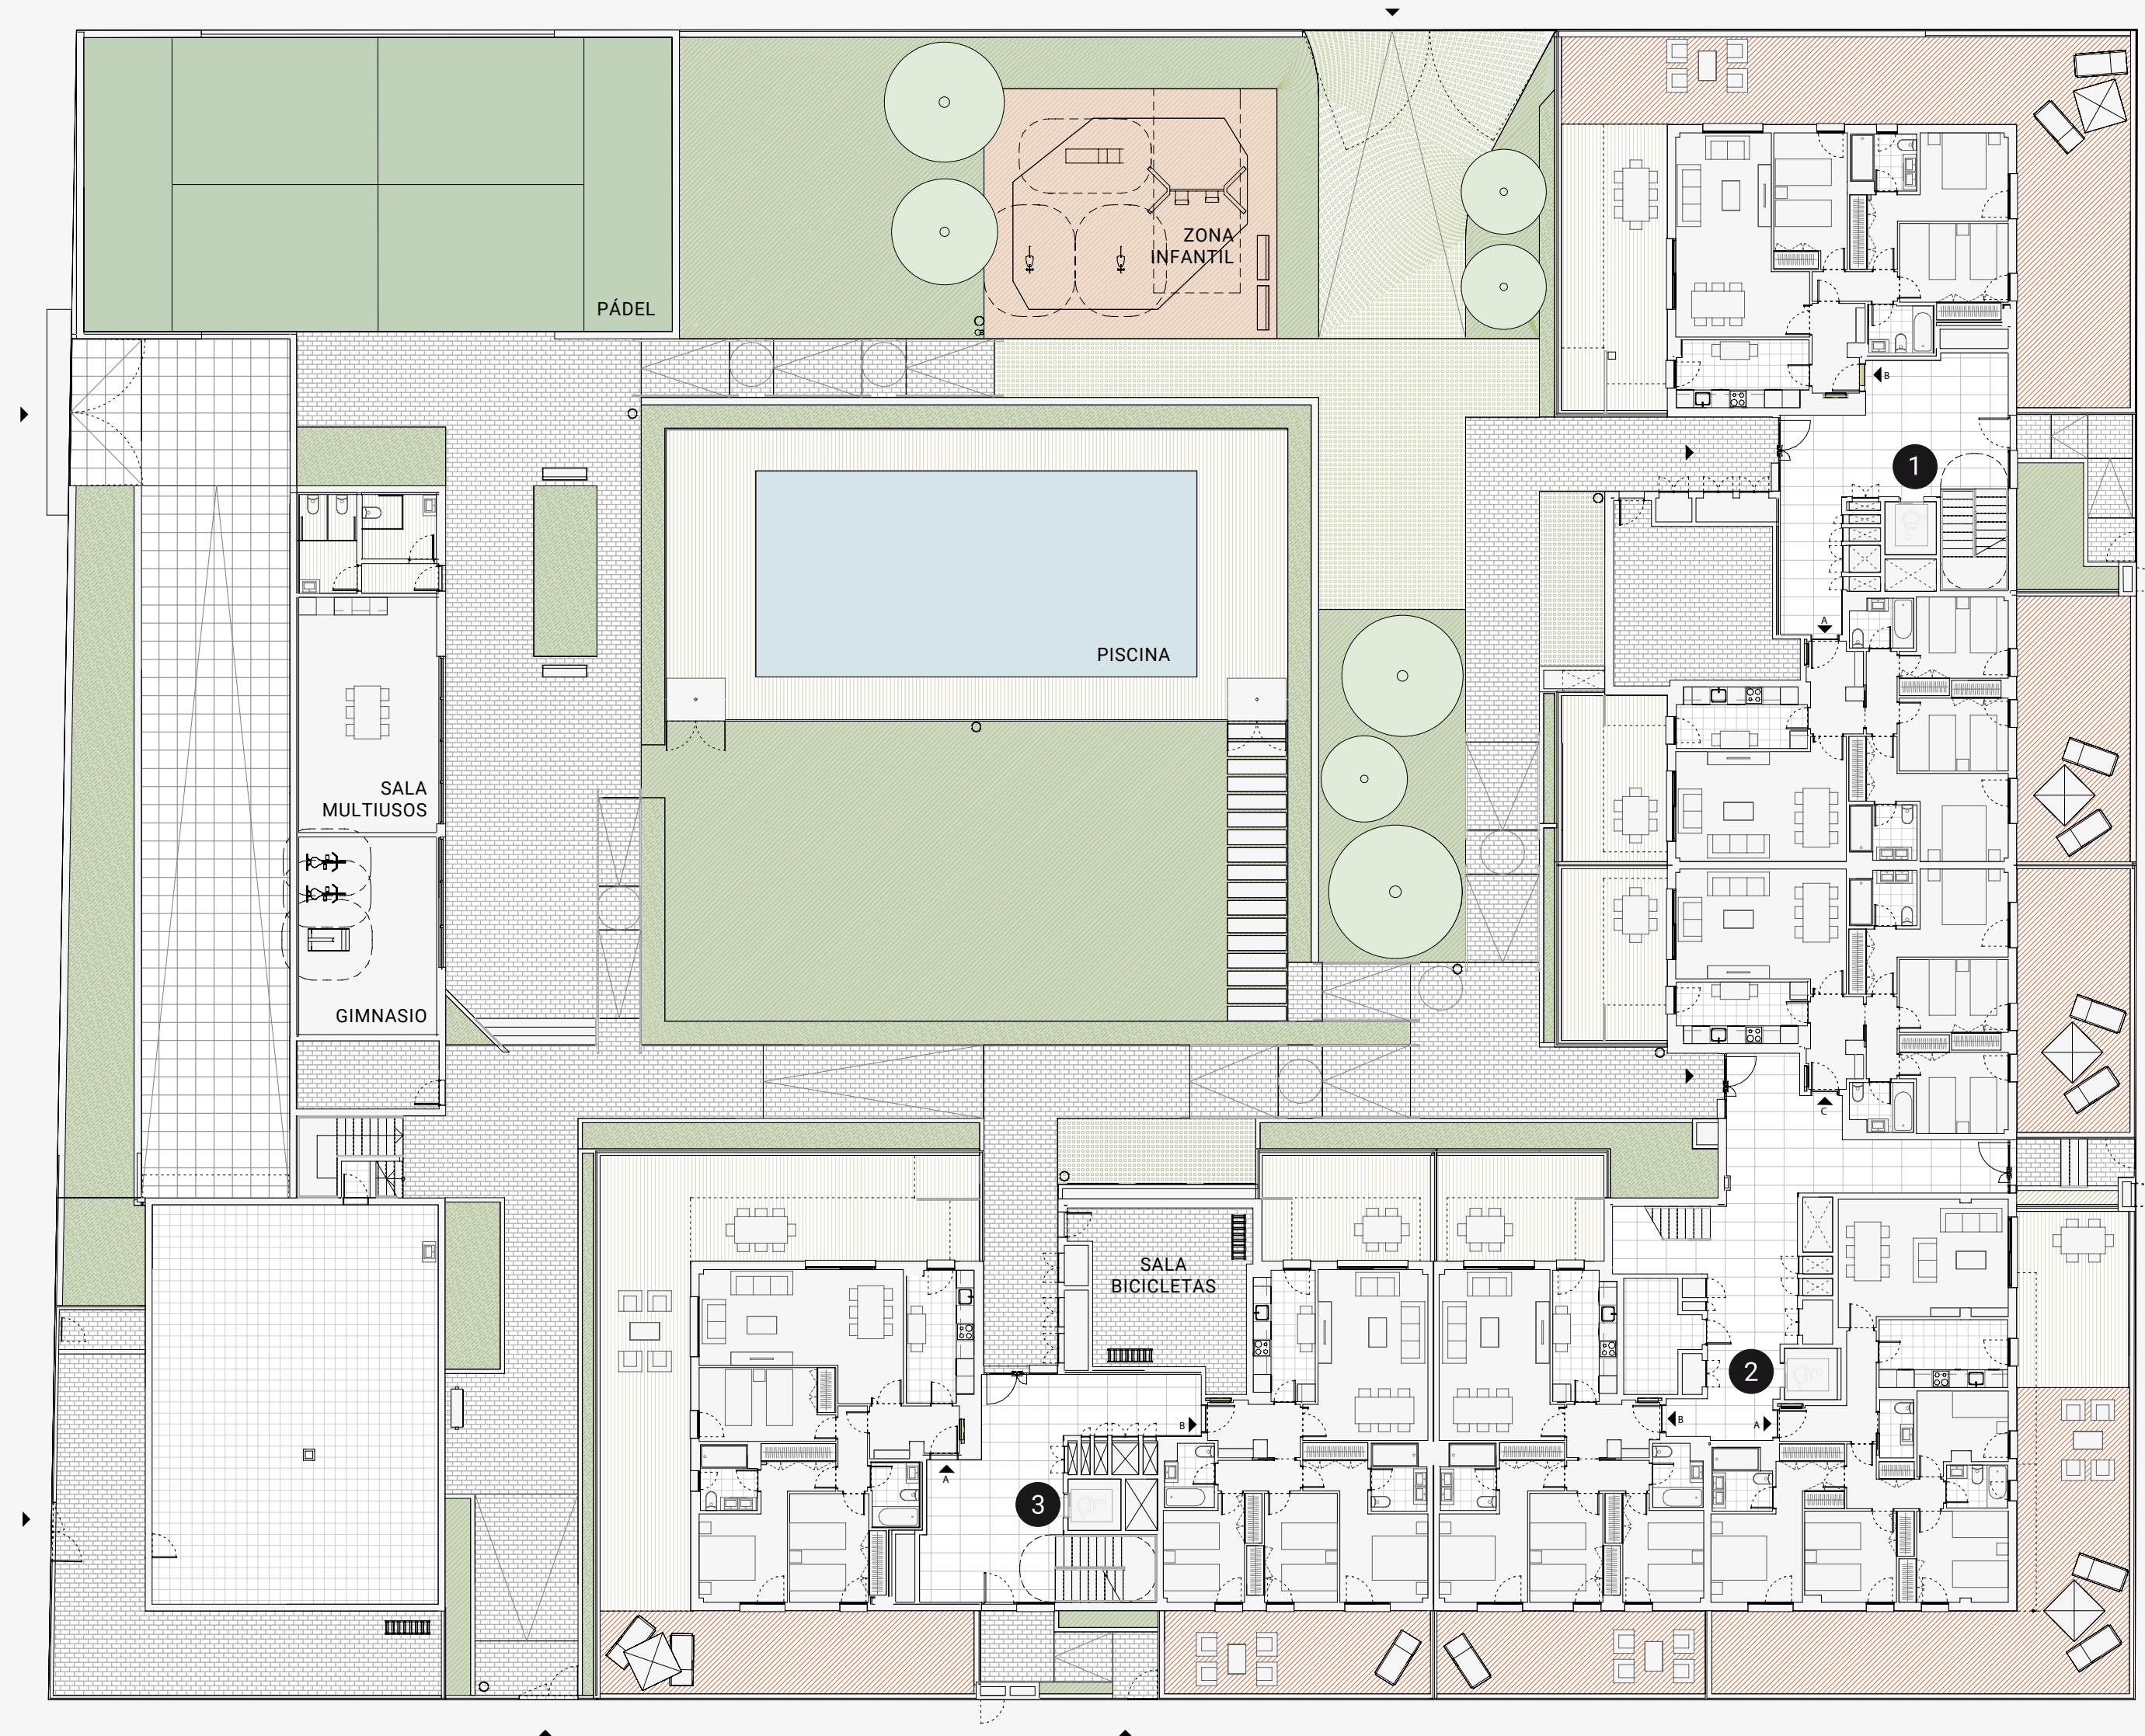 ZONA
INFANTIL
PÁDEL
B
1
A
PISCINA
SALA
MULTIUSOS
GIMNASIO
C
SALA
BICICLETAS
2
B
B
A
A
3